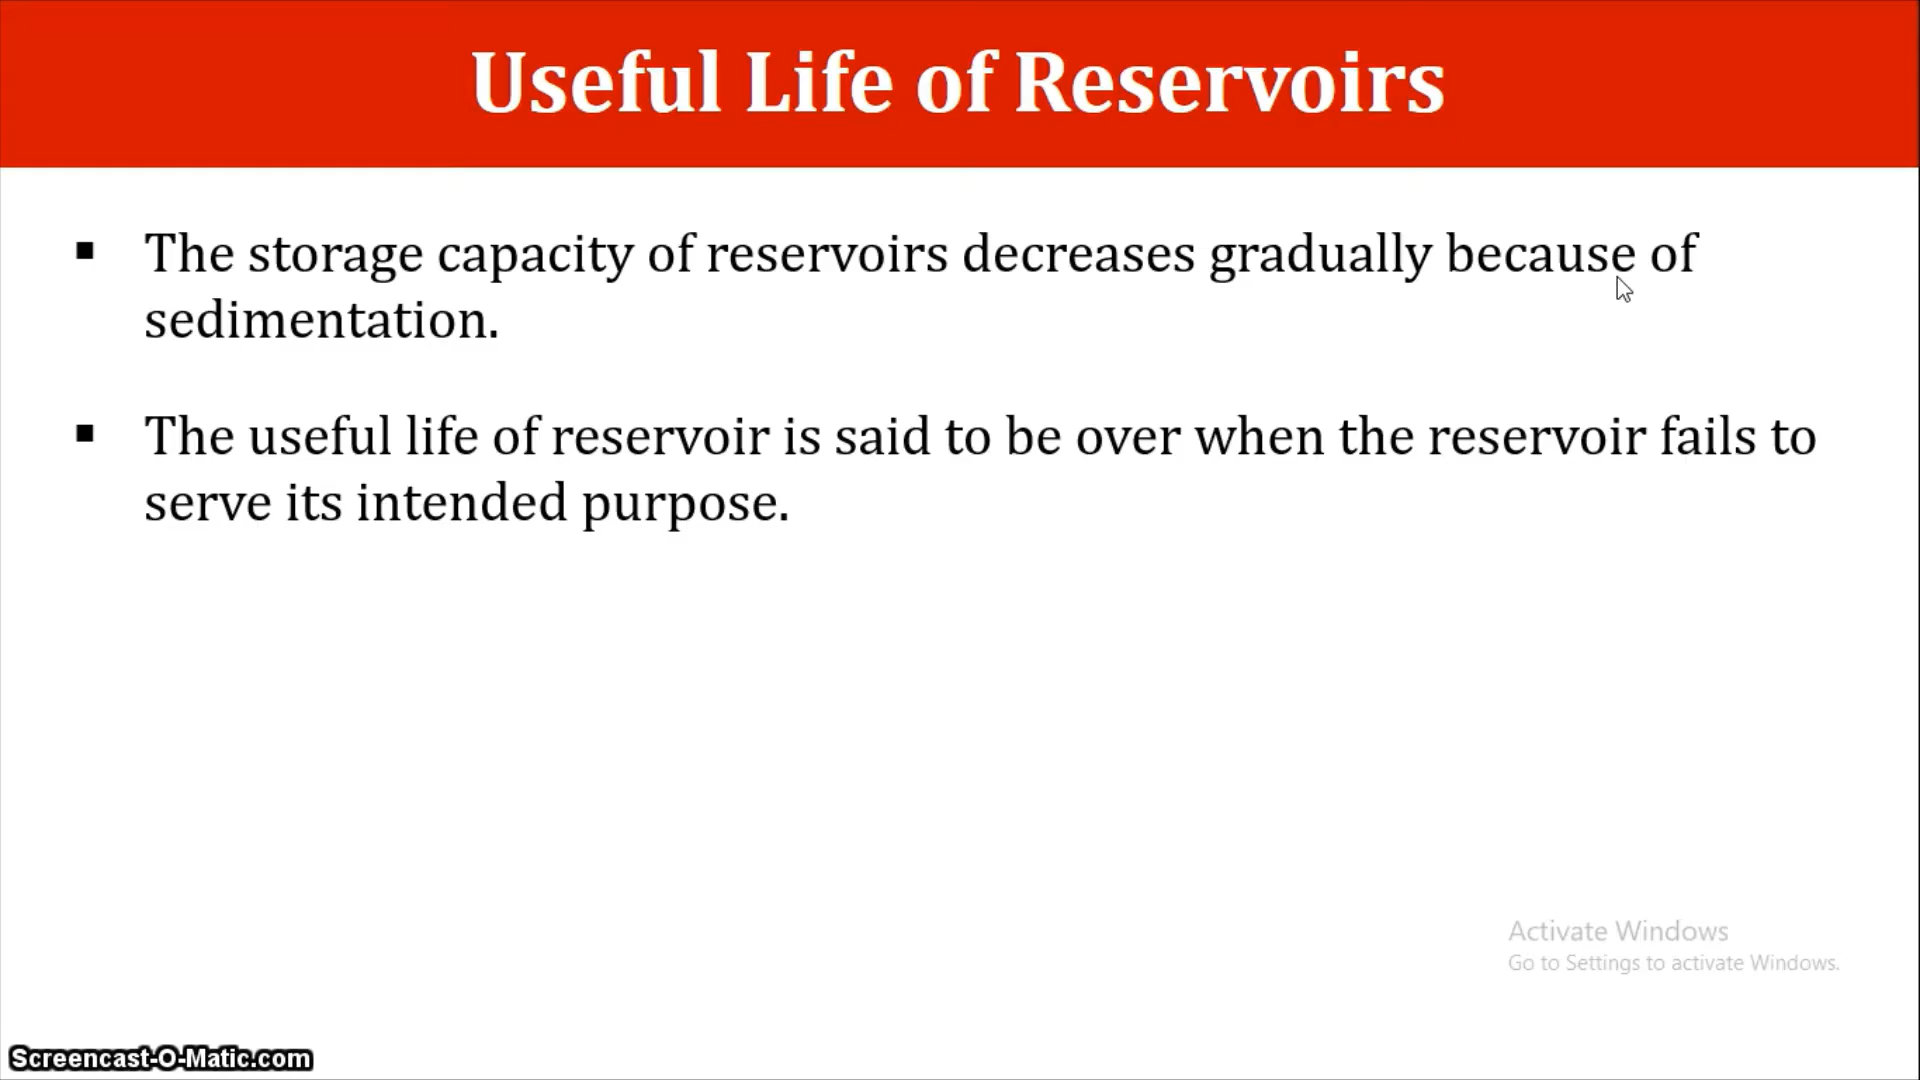 Useful Life of Reservoirs
▪ The storage capacity of reservoirs decreases gradually because of
sedimentation.
▪ The useful life of reservoir is said to be over when the reservoir fails to
serve its intended purpose.
Activate Windows
Go to Settings to activate Windows.
Screencast-O-Matic.com